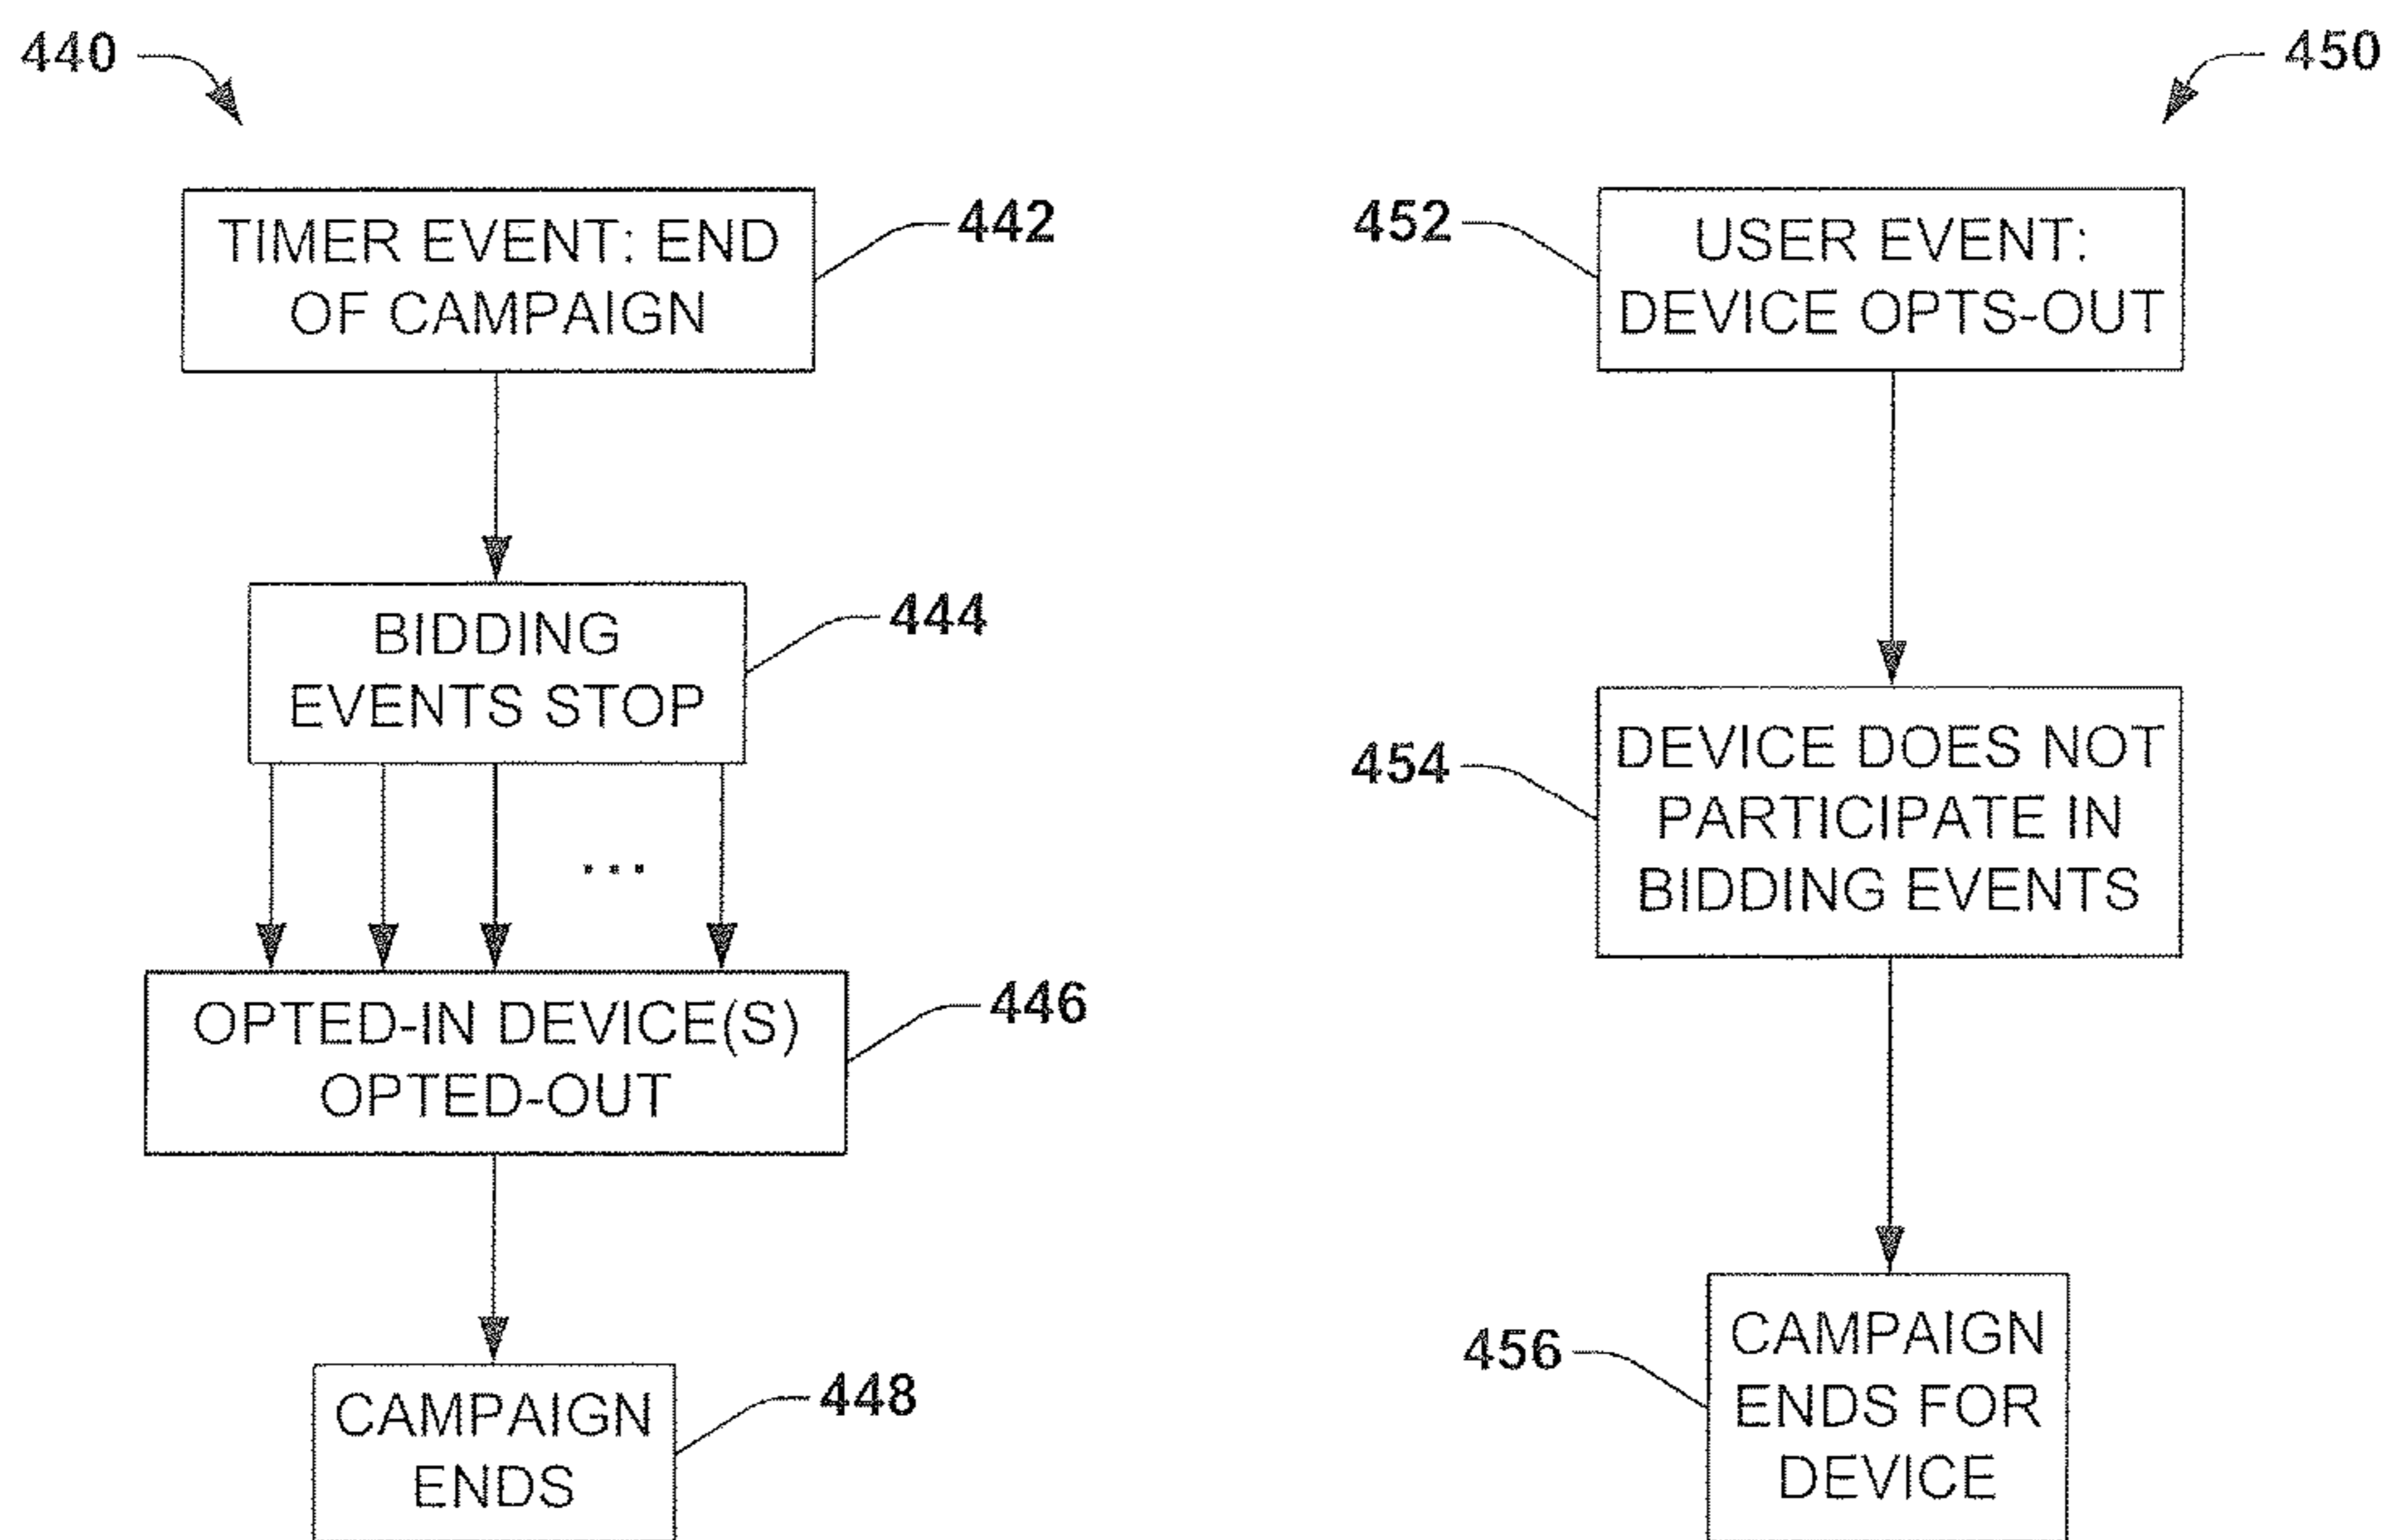 440
TIMER EVENT: END
OF CAMPAIGN
442
BIDDING
EVENTS STOP
444
...
OPTED-IN DEVICE(S)
OPTED-OUT
446
CAMPAIGN
ENDS
448
450
452
USER EVENT:
DEVICE OPTS-OUT
454
DEVICE DOES NOT
PARTICIPATE IN
BIDDING EVENTS
456
CAMPAIGN
ENDS FOR
DEVICE